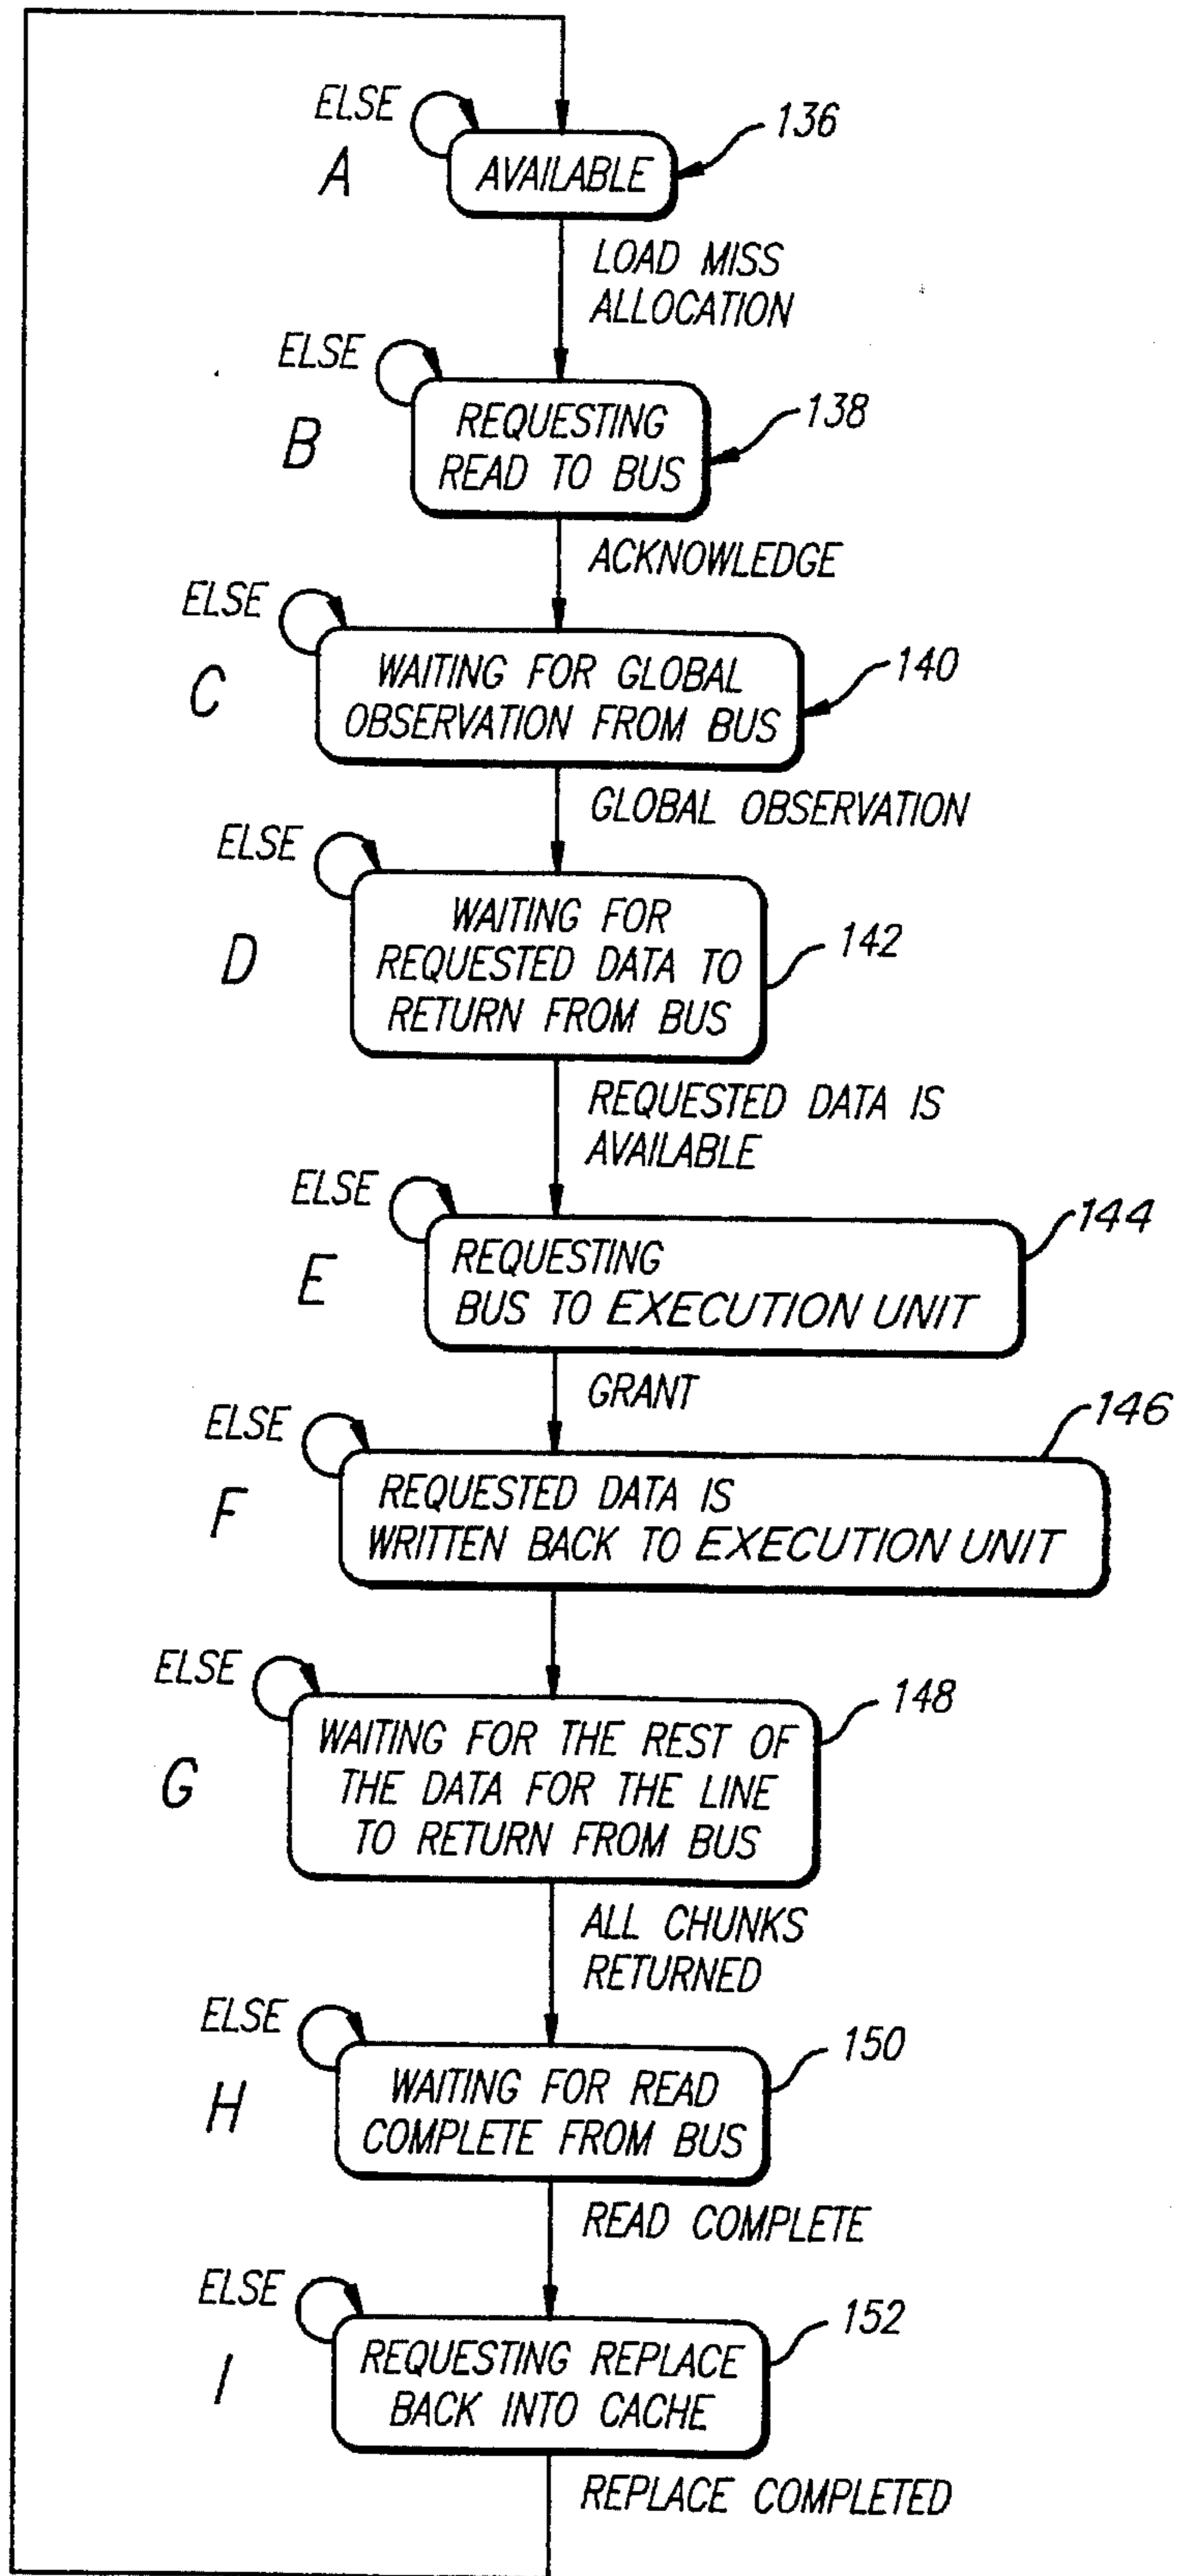 ELSE
136
A
AVAILABLE
LOAD MISS
ALLOCATION
ELSE
138
B
REQUESTING
READ TO BUS
ACKNOWLEDGE
ELSE
140
C
WAITING FOR GLOBAL
OBSERVATION FROM BUS
GLOBAL OBSERVATION
ELSE
142
D
WAITING FOR
REQUESTED DATA TO
RETURN FROM BUS
REQUESTED DATA IS
AVAILABLE
ELSE
144
E
REQUESTING
BUS TO EXECUTION UNIT
GRANT
ELSE
146
F
REQUESTED DATA IS
WRITTEN BACK TO EXECUTION UNIT
ELSE
148
G
WAITING FOR THE REST OF
THE DATA FOR THE LINE
TO RETURN FROM BUS
ALL CHUNKS
RETURNED
ELSE
150
H
WAITING FOR READ
COMPLETE FROM BUS
READ COMPLETE
ELSE
152
I
REQUESTING REPLACE
BACK INTO CACHE
REPLACE COMPLETED